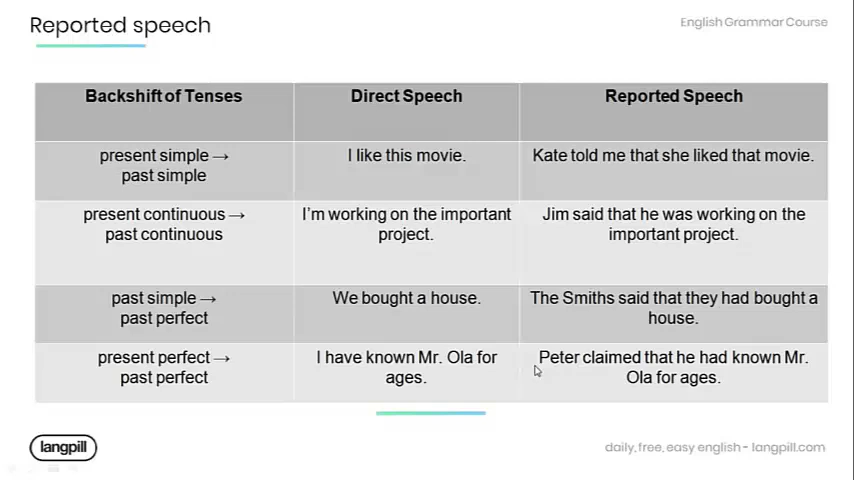 Reported speech
English Grammar Course
Backshift of Tenses
Direct Speech
Reported Speech
present simple →
past simple
I like this movie.
Kate told me that she liked that movie.
present continuous →
past continuous
I'm working on the important
project.
Jim said that he was working on the
important project.
past simple →
past perfect
We bought a house.
The Smiths said that they had bought a
house.
present perfect →
past perfect
I have known Mr. Ola for
ages.
Peter claimed that he had known Mr.
Ola for ages.
langpill
daily, free, easy english - langpill.com